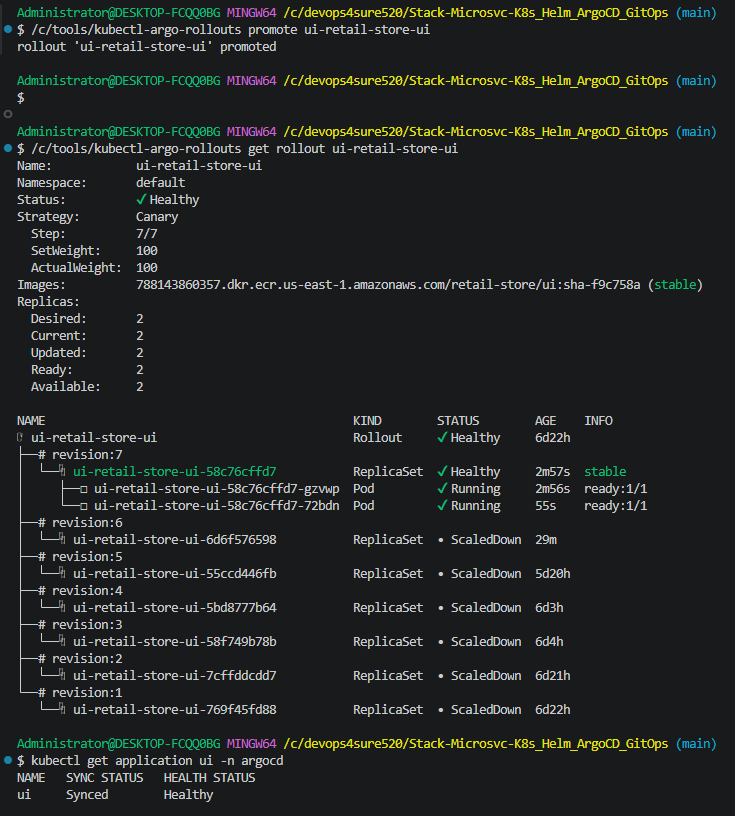 Administrator@DESKTOP-FCQQ0BG MINGW64 /c/devops4sure520/Stack-Microsvc-K8s_Helm_ArgoCD_GitOps (main)
$ /c/tools/kubectl-argo-rollouts promote ui-retail-store-ui
rollout 'ui-retail-store-ui' promoted
Administrator@DESKTOP-FCQQ0BG MINGW64 /c/devops4sure520/Stack-Microsvc-K8s_Helm_ArgoCD_GitOps (main)
$
Administrator@DESKTOP-FCQQ0BG MINGW64 /c/devops4sure520/Stack-Microsvc-K8s_Helm_ArgoCD_GitOps (main)
$ /c/tools/kubectl-argo-rollouts get rollout ui-retail-store-ui
Name: ui-retail-store-ui
Namespace: default
Status: ✔ Healthy
Strategy: Canary
Step: 7/7
SetWeight: 100
ActualWeight: 100
Images: 788143860357.dkr.ecr.us-east-1.amazonaws.com/retail-store/ui:sha-f9c758a (stable)
Replicas:
Desired: 2
Current: 2
Updated: 2
Ready: 2
Available: 2
NAME KIND STATUS AGE INFO
ui-retail-store-ui Rollout ✔ Healthy 6d22h
├──# revision:7
│ └── ui-retail-store-ui-58c76cffd7 ReplicaSet ✔ Healthy 2m57s stable
│ ├──□ ui-retail-store-ui-58c76cffd7-gzvwp Pod ✔ Running 2m56s ready:1/1
│ └──□ ui-retail-store-ui-58c76cffd7-72bdn Pod ✔ Running 55s ready:1/1
├──# revision:6
│ └── ui-retail-store-ui-6d6f576598 ReplicaSet • ScaledDown 29m
├──# revision:5
│ └── ui-retail-store-ui-55ccd446fb ReplicaSet • ScaledDown 5d20h
├──# revision:4
│ └── ui-retail-store-ui-5bd8777b64 ReplicaSet • ScaledDown 6d3h
├──# revision:3
│ └── ui-retail-store-ui-58f749b78b ReplicaSet • ScaledDown 6d4h
├──# revision:2
│ └── ui-retail-store-ui-7cffddcdd7 ReplicaSet • ScaledDown 6d21h
└──# revision:1
└── ui-retail-store-ui-769f45fd88 ReplicaSet • ScaledDown 6d22h
Administrator@DESKTOP-FCQQ0BG MINGW64 /c/devops4sure520/Stack-Microsvc-K8s_Helm_ArgoCD_GitOps (main)
$ kubectl get application ui -n argocd
NAME SYNC STATUS HEALTH STATUS
ui Synced Healthy